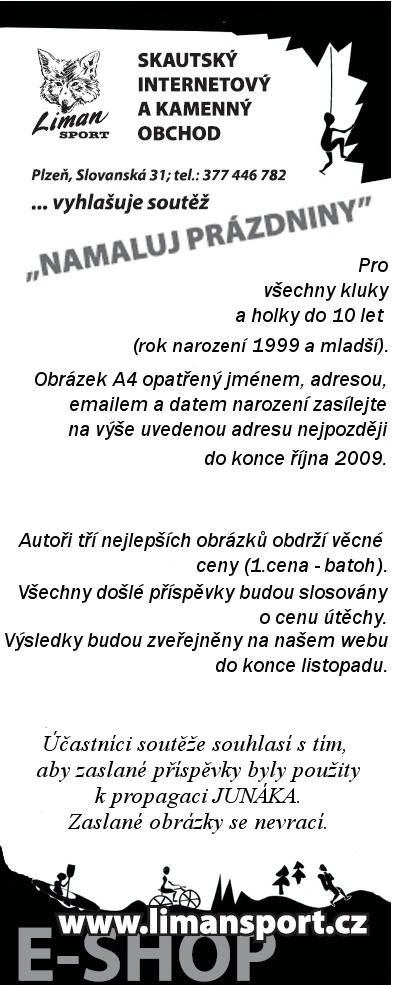 Liman
SPORT
SKAUTSKÝ
INTERNETOVÝ
A KAMENNÝ
OBCHOD
Plzeň, Slovanská 31; tel.: 377 446 782
... vyhlašuje soutěž
„NAMALUJ PRÁZDNINY”
Pro
všechny kluky
a holky do 10 let
(rok narození 1999 a mladší).
Obrázek A4 opatřený jménem, adresou,
emailem a datem narození zasílejte
na výše uvedenou adresu nejpozději
do konce října 2009.
Autoři tří nejlepších obrázků obdrží věcné
ceny (1.cena - batoh).
Všechny došlé příspěvky budou slosovány
o cenu útěchy.
Výsledky budou zveřejněny na našem webu
do konce listopadu.
Účastníci soutěže souhlasí s tím,
aby zaslané příspěvky byly použity
k propagaci JUNÁKA.
Zaslané obrázky se nevrací.
www.limansport.cz
E-SHOP